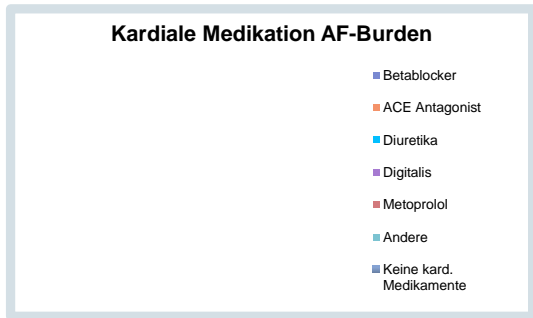 Kardiale Medikation AF-Burden
Betablocker
ACE Antagonist
Diuretika
Digitalis
Metoprolol
Andere
Keine kard.
Medikamente